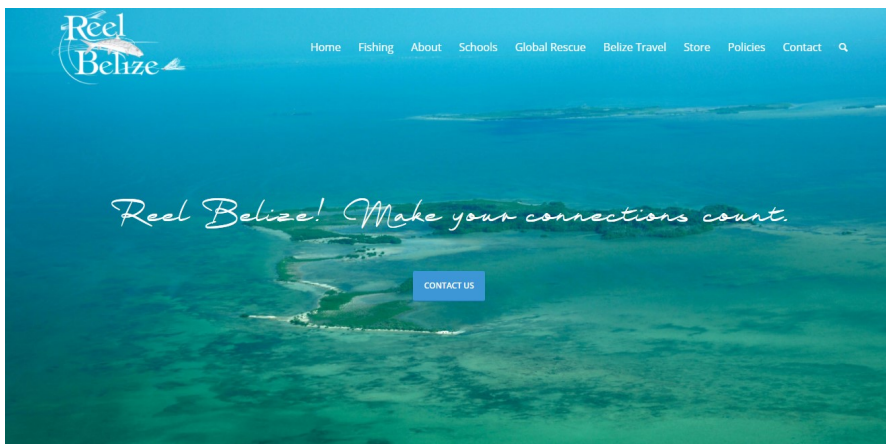 Reel
Belize
Home Fishing About Schools Global Rescue Belize Travel Store Policies Contact
Reel Belize! Make your connections count.
CONTACT US